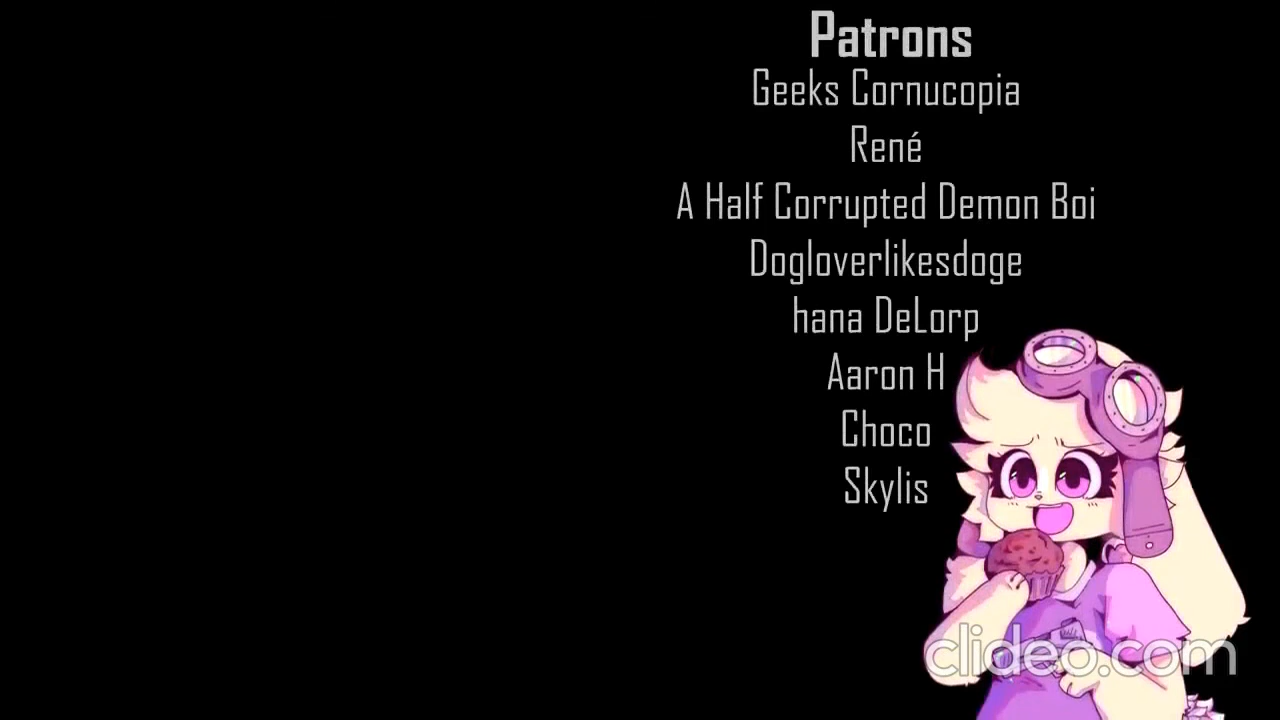 Patrons
Geeks Cornucopia
René
A Half Corrupted Demon Boi
Dogloverlikesdoge
hana DeLorp
Aaron H
Choco
Skylis
clideo.com